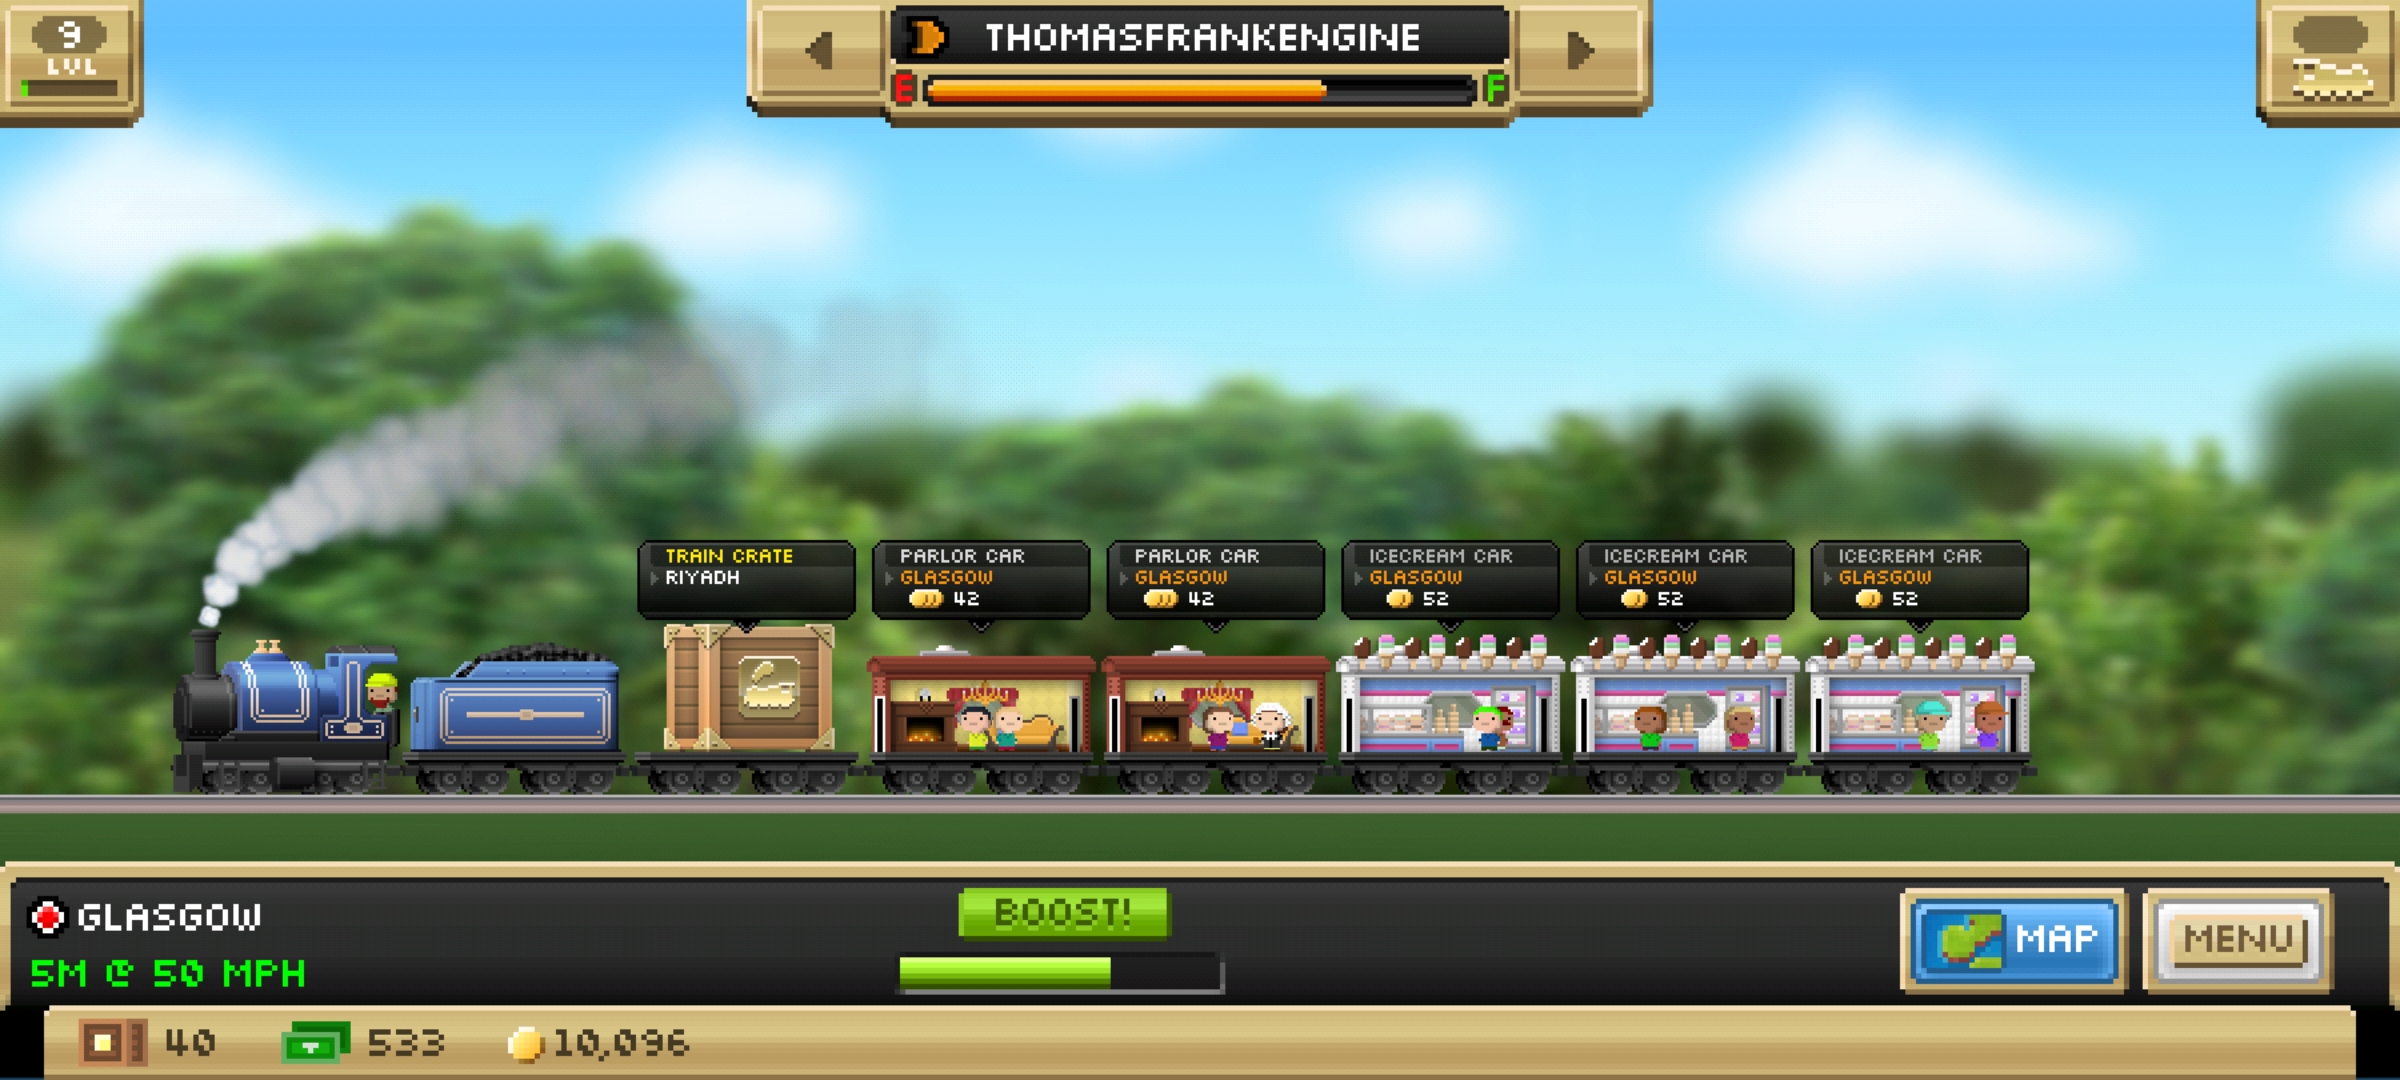 9
LVL
THOMASFRANKENGINE
E F
TRAIN CRATE
RIYADH
PARLOR CAR
GLASGOW
42
PARLOR CAR
GLASGOW
42
ICECREAM CAR
GLASGOW
52
ICECREAM CAR
GLASGOW
52
ICECREAM CAR
GLASGOW
52
GLASGOW
5M @ 50 MPH
BOOST!
MAP
MENU
40
533
10,096